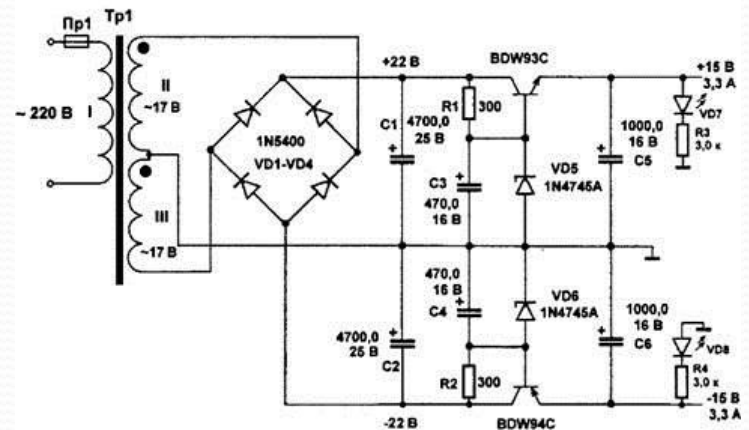 Пр1
Тр1
~ 220 В
I
II
~17 В
III
~17 В
1N5400
VD1-VD4
+22 В
C1
4700,0
25 В
R1
300
C3
470,0
16 В
BDW93C
VD5
1N4745A
1000,0
16 В
C5
+15 В
3,3 А
VD7
R3
3,0 к
4700,0
25 В
C2
470,0
16 В
C4
R2
300
VD6
1N4745A
BDW94C
1000,0
16 В
C6
VD8
R4
3,0 к
-15 В
3,3 А
-22 В